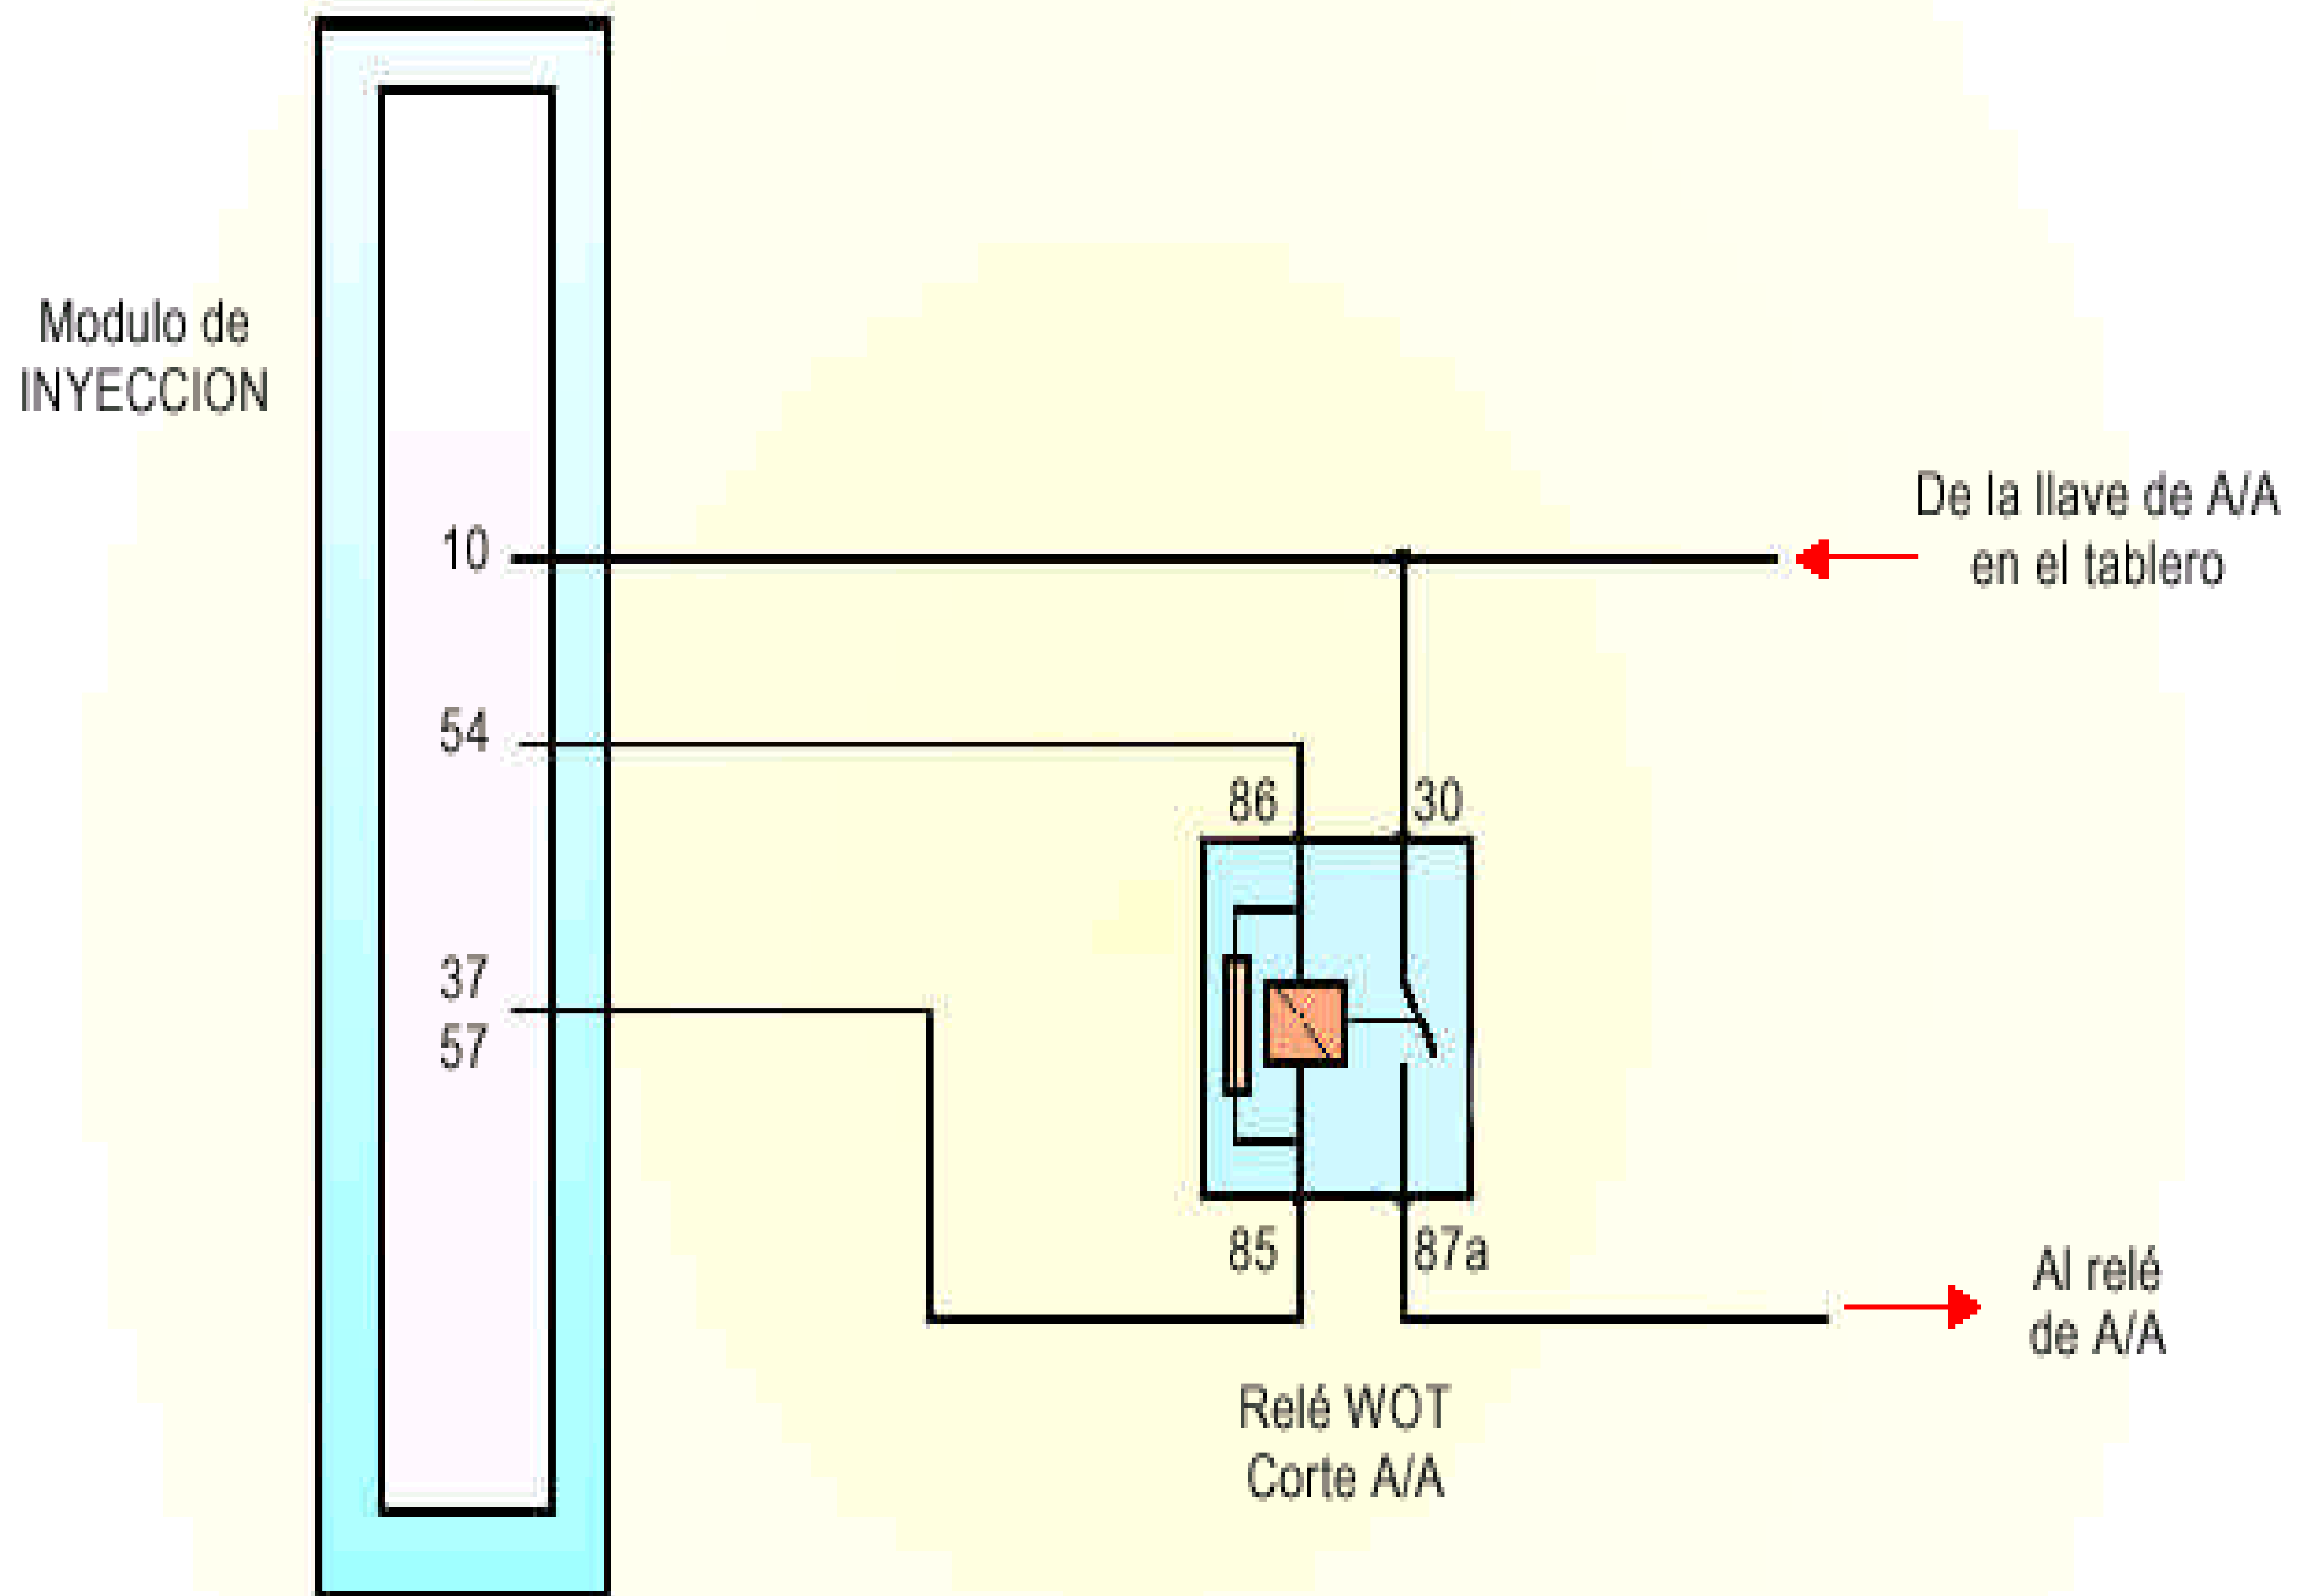 Modulo de
INYECCION
De la llave de A/A
en el tablero
10
54
86
30
37
57
85
87a
Al relé
de A/A
Relé WOT
Corte A/A